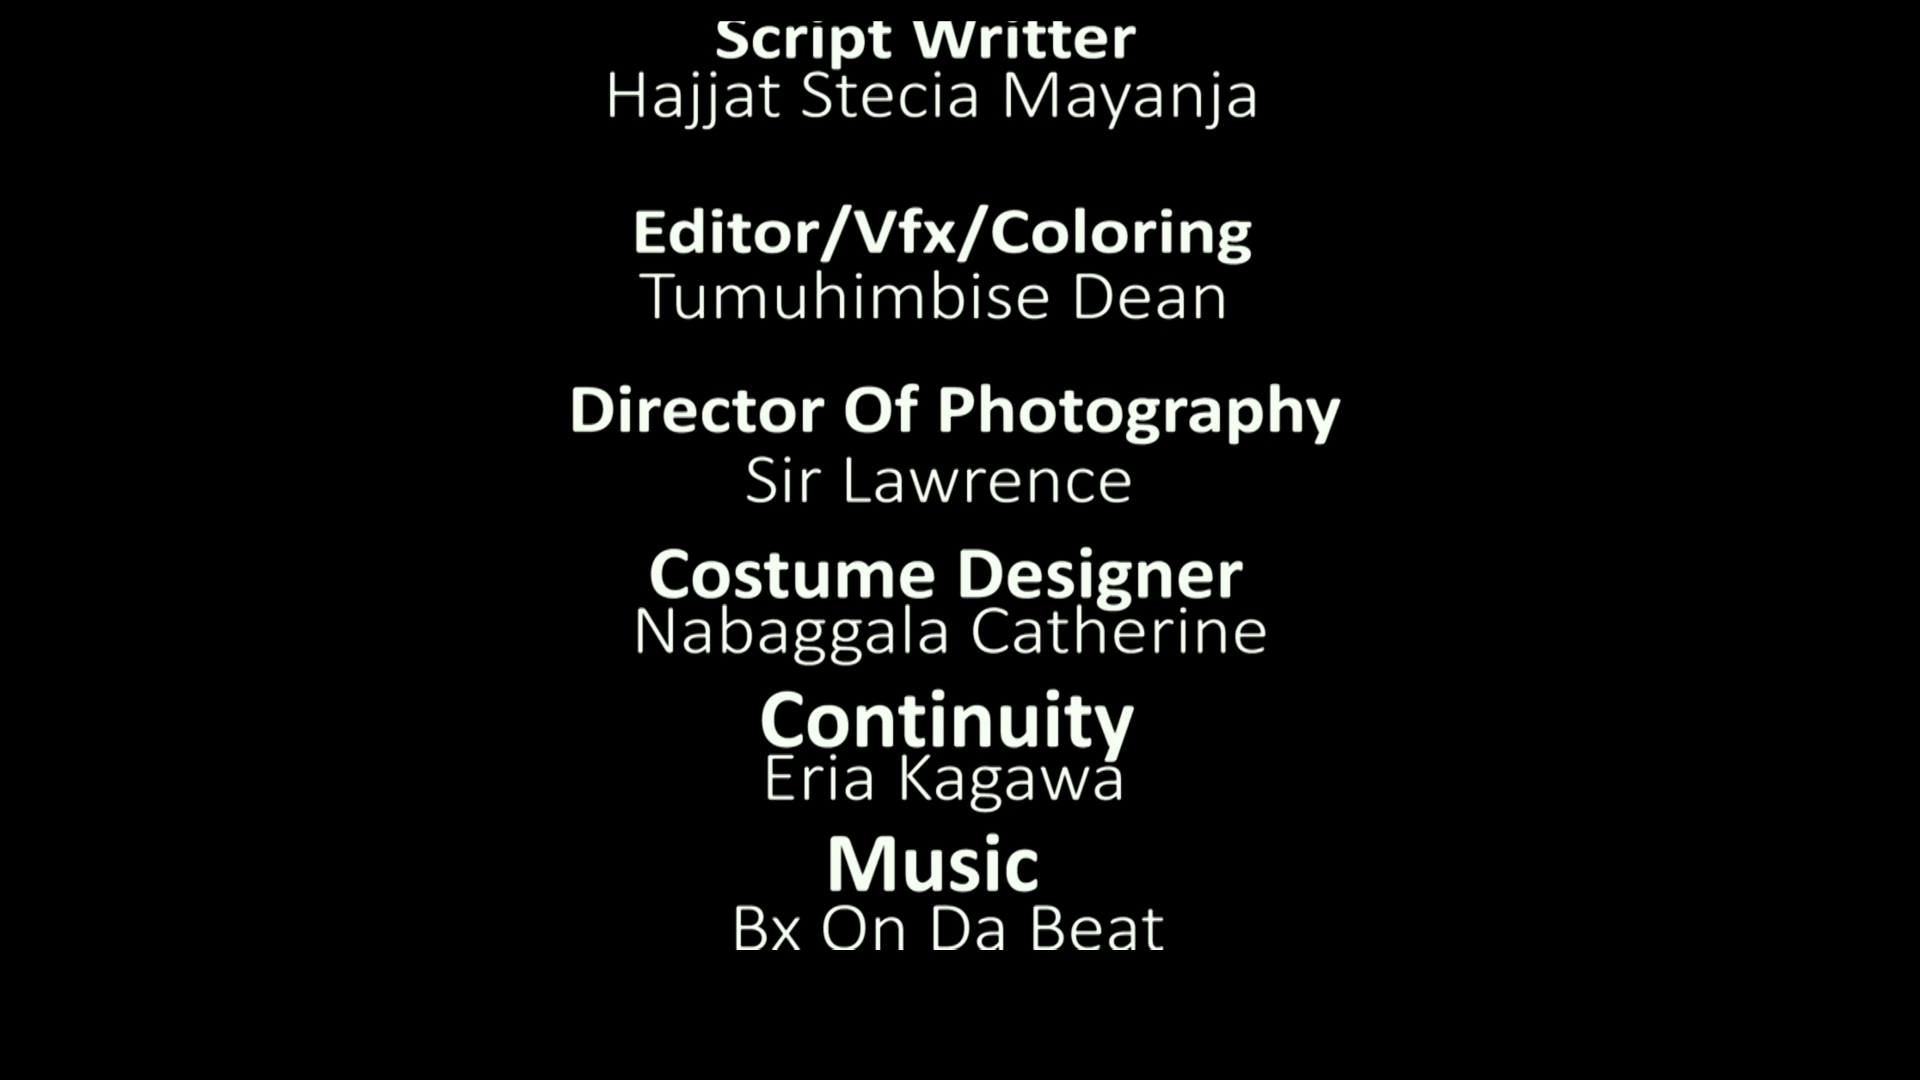 Script Writter
Hajjat Stecia Mayanja
Editor/Vfx/Coloring
Tumuhimbise Dean
Director Of Photography
Sir Lawrence
Costume Designer
Nabaggala Catherine
Continuity
Eria Kagawa
Music
Bx On Da Beat